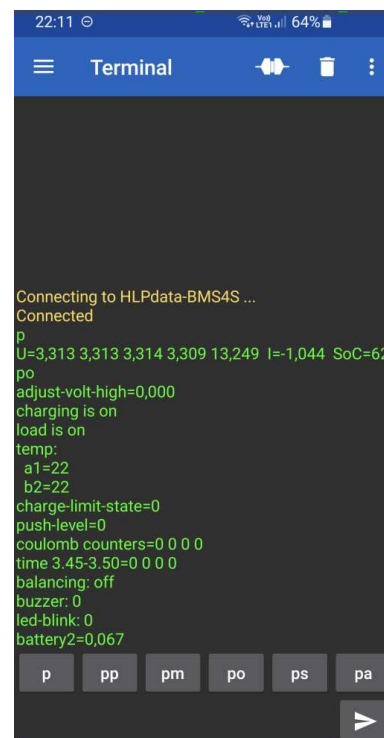 22:11 64%
Terminal
Connecting to HLPdata-BMS4S ...
Connected
p
U=3,313 3,313 3,314 3,309 13,249 I=-1,044 SoC=62
po
adjust-volt-high=0,000
charging is on
load is on
temp:
a1=22
b2=22
charge-limit-state=0
push-level=0
coulomb counters=0 0 0 0
time 3.45-3.50=0 0 0 0
balancing: off
buzzer: 0
led-blink: 0
battery2=0,067
p pp pm po ps pa